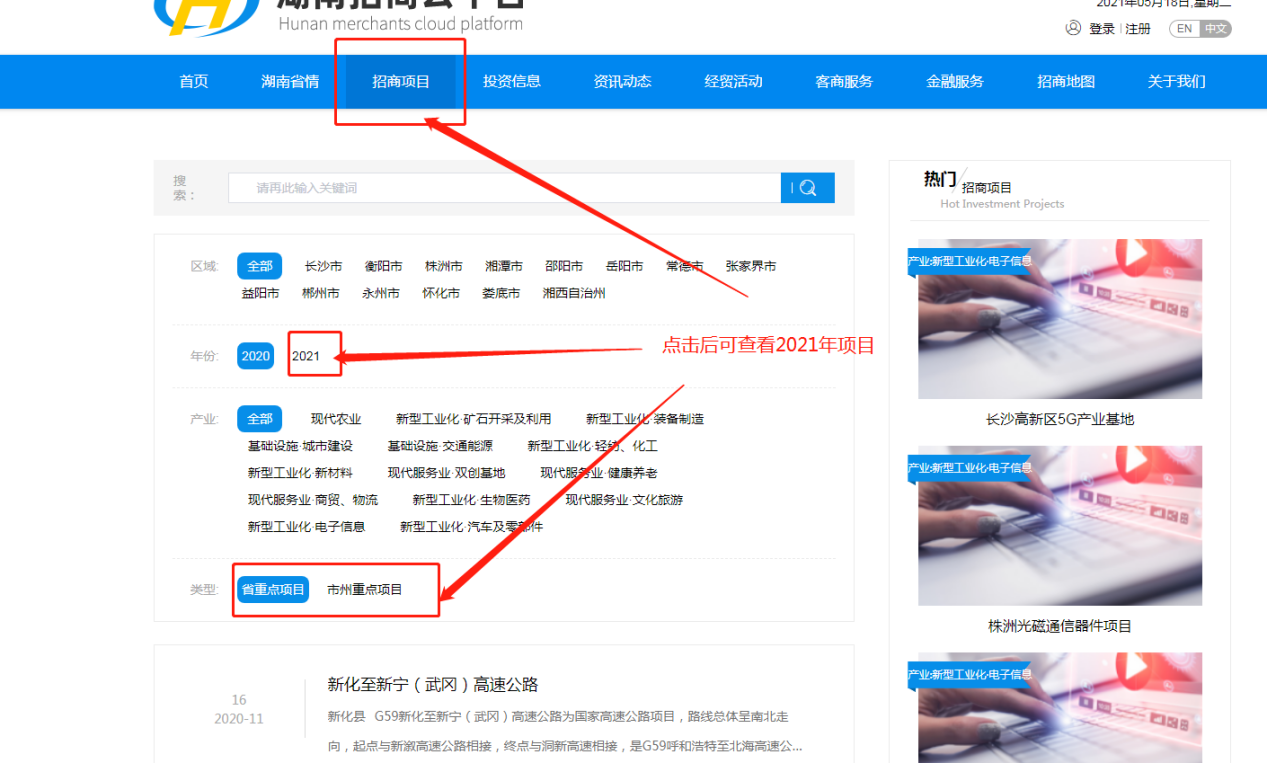 湖南招商云平台
Hunan merchants cloud platform
2021年05月18日,星期二
登录 | 注册 EN 中文
首页 湖南省情 招商项目 投资信息 资讯动态 经贸活动 客商服务 金融服务 招商地图 关于我们
搜
索：
请再此输入关键词
区域: 全部 长沙市 衡阳市 株洲市 湘潭市 邵阳市 岳阳市 常德市 张家界市
益阳市 郴州市 永州市 怀化市 娄底市 湘西自治州
点击后可查看2021年项目
年份: 2020 2021
产业: 全部 现代农业 新型工业化·矿石开采及利用 新型工业化·装备制造
基础设施·城市建设 基础设施·交通能源 新型工业化·轻纺、化工
新型工业化·新材料 现代服务业·双创基地 现代服务业·健康养老
现代服务业·商贸、物流 新型工业化·生物医药 现代服务业·文化旅游
新型工业化·电子信息 新型工业化·汽车及零部件
类型: 省重点项目 市州重点项目
16
2020-11
新化至新宁（武冈）高速公路
新化县 G59新化至新宁（武冈）高速公路为国家高速公路项目，路线总体呈南北走
向，起点与新溆高速公路相接，终点与洞新高速相接，是G59呼和浩特至北海高速公...
热门 招商项目
Hot Investment Projects
产业:新型工业化·电子信息
长沙高新区5G产业基地
产业:新型工业化·电子信息
株洲光磁通信器件项目
产业:新型工业化·电子信息